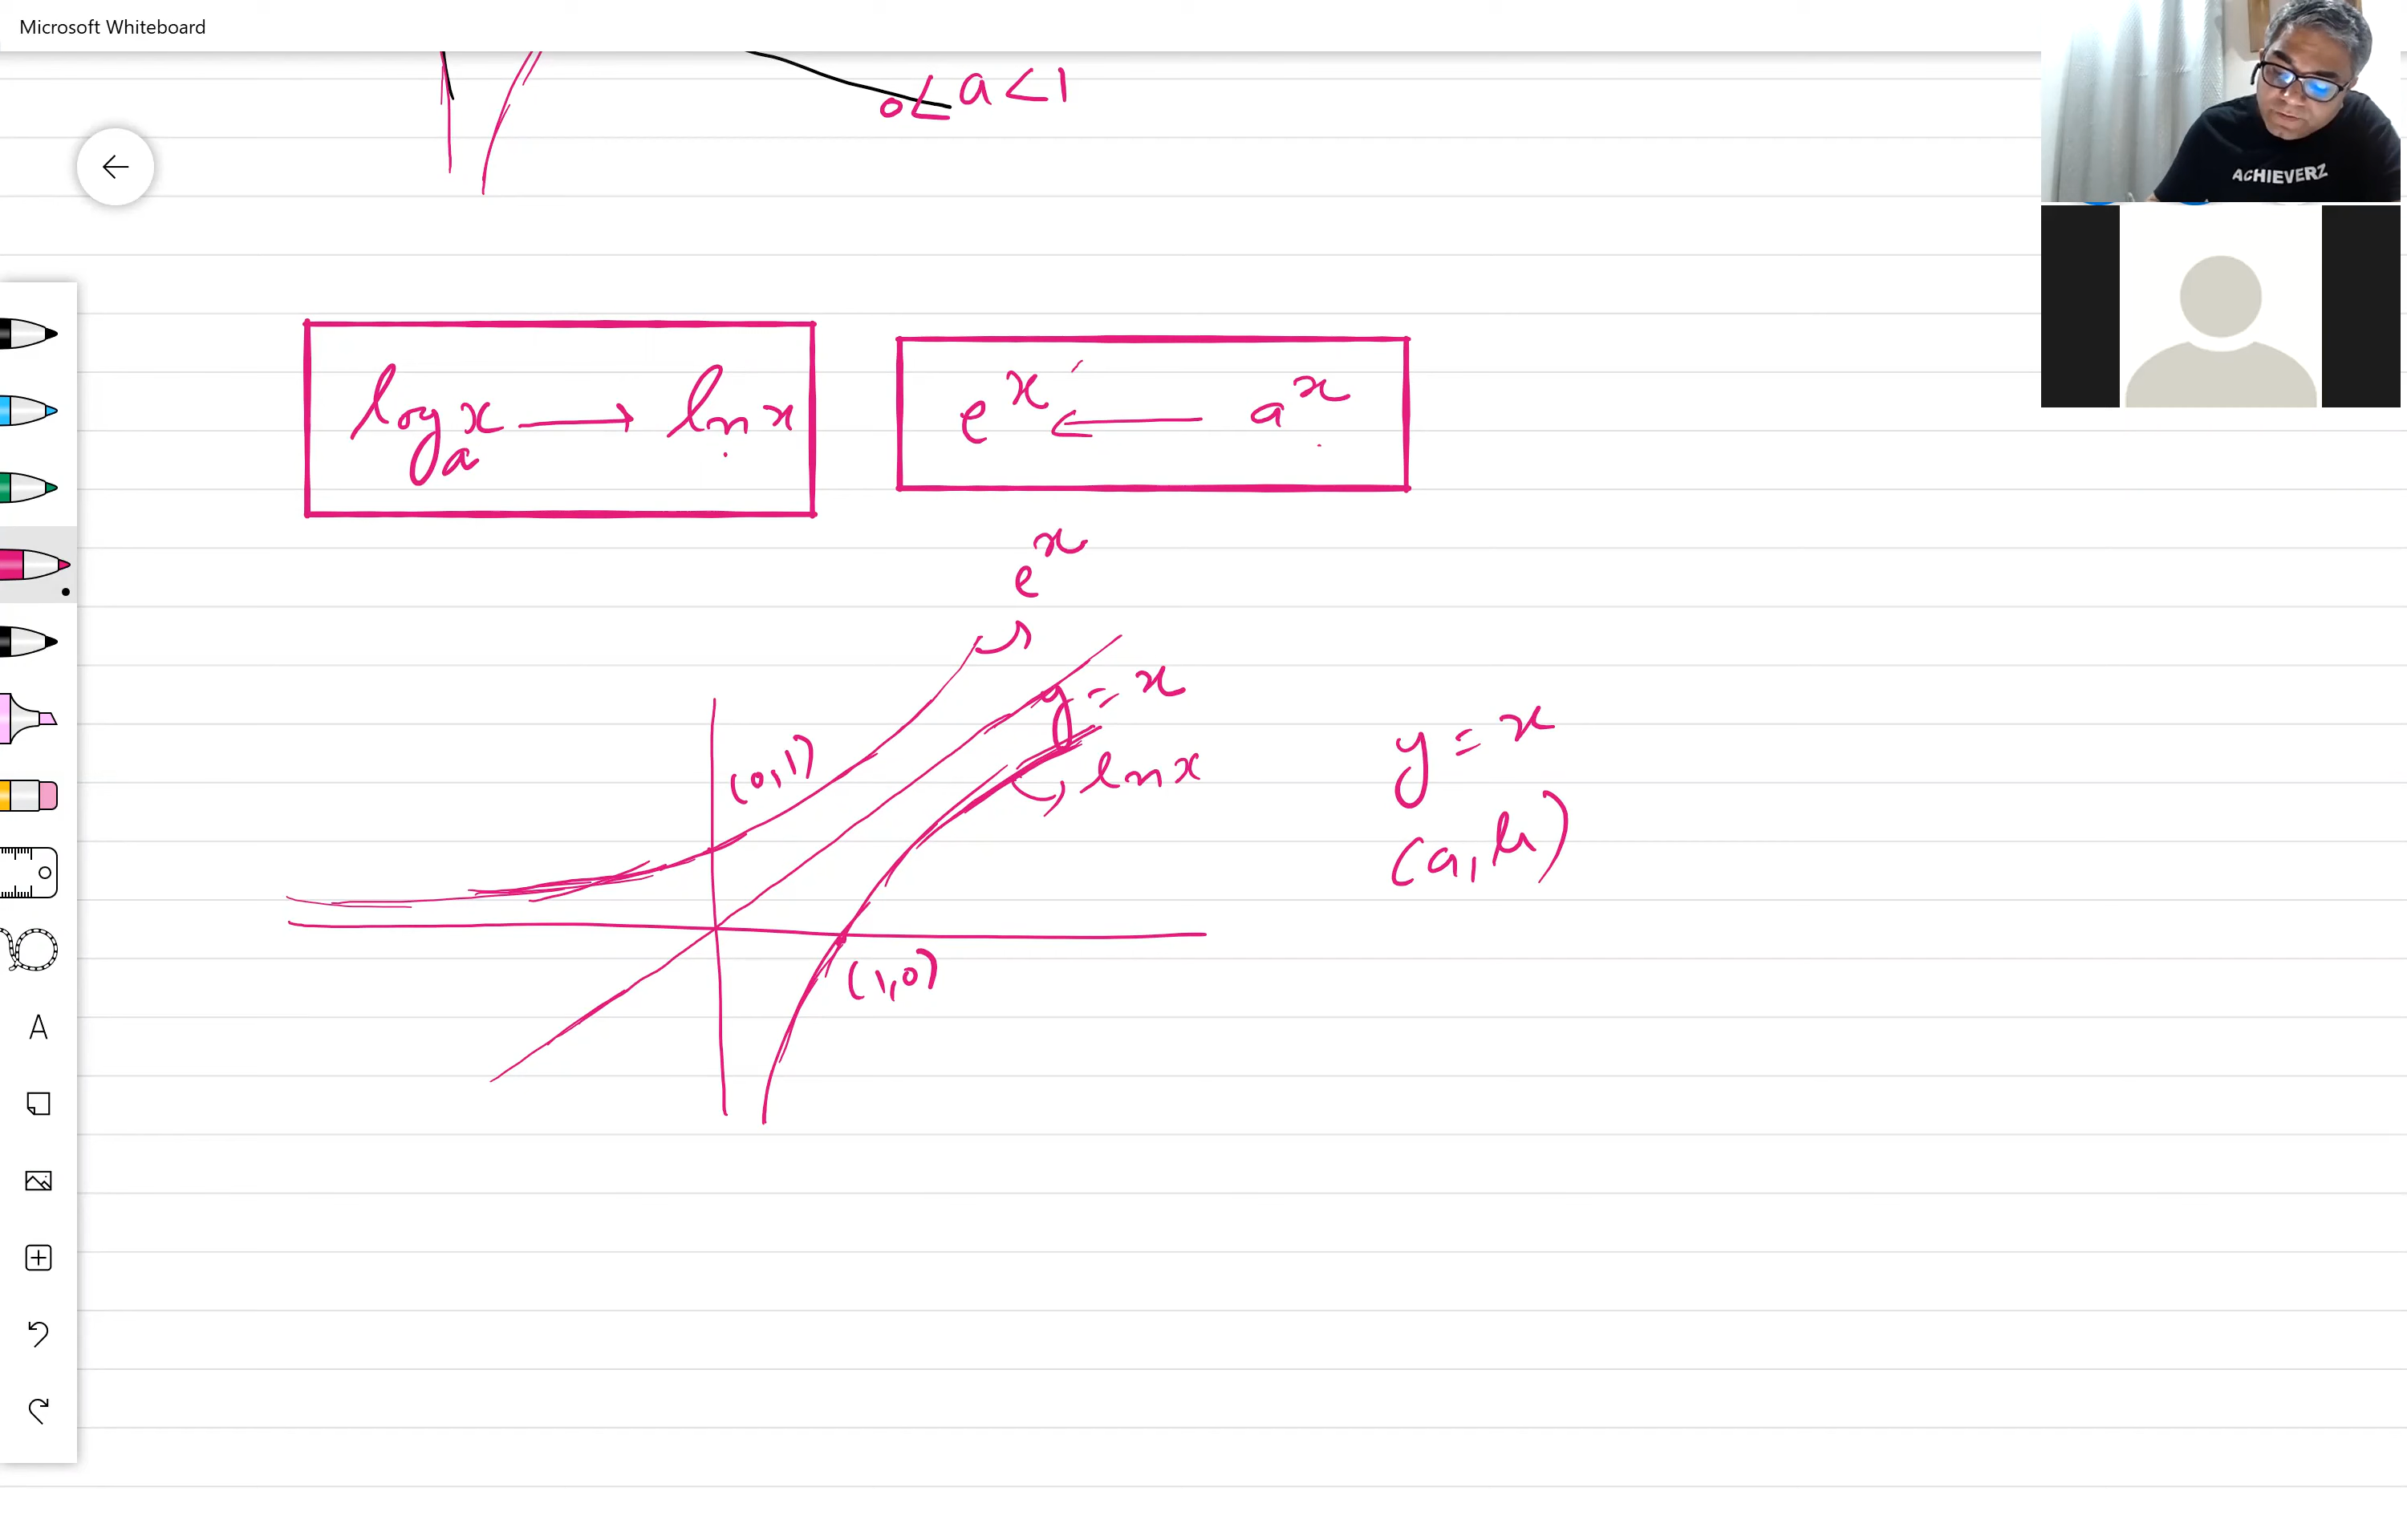 Microsoft Whiteboard
0 < a < 1
ACHIEVERZ
log_a x → ln x
e^x ← a^x
e^x
y = x
(0,1)
ln x
y = x
(1,0)
A